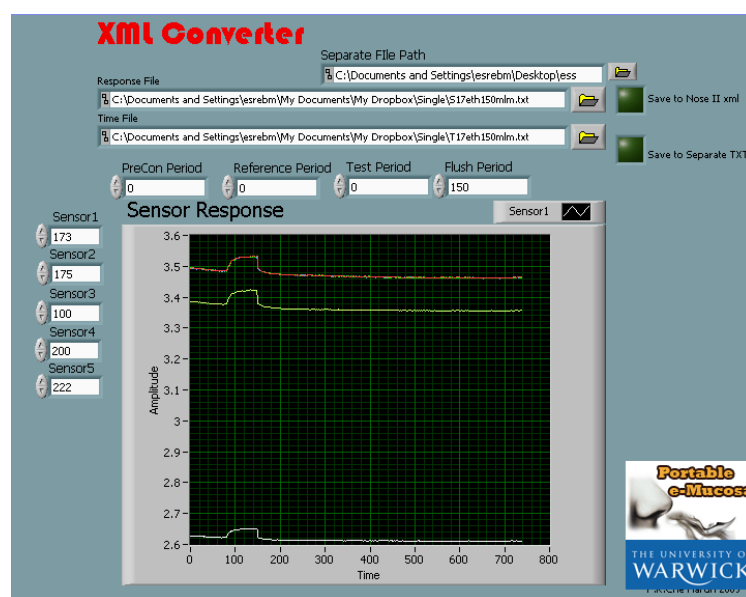 XML Converter
Separate FIle Path
C:\Documents and Settings\esrebm\Desktop\ess
Response File
C:\Documents and Settings\esrebm\My Documents\My Dropbox\Single\S17eth150mlm.txt
Save to Nose II xml
Time File
C:\Documents and Settings\esrebm\My Documents\My Dropbox\Single\T17eth150mlm.txt
Save to Separate TXT
PreCon Period Reference Period Test Period Flush Period
0 0 0 150
Sensor Response
Sensor1
Sensor1
173
Sensor2
175
Sensor3
100
Sensor4
200
Sensor5
222
Amplitude
3.6
3.5
3.4
3.3
3.2
3.1
3
2.9
2.8
2.7
2.6
0 100 200 300 400 500 600 700 800
Time
Portable
e-Mucosa
THE UNIVERSITY O
WARWICK